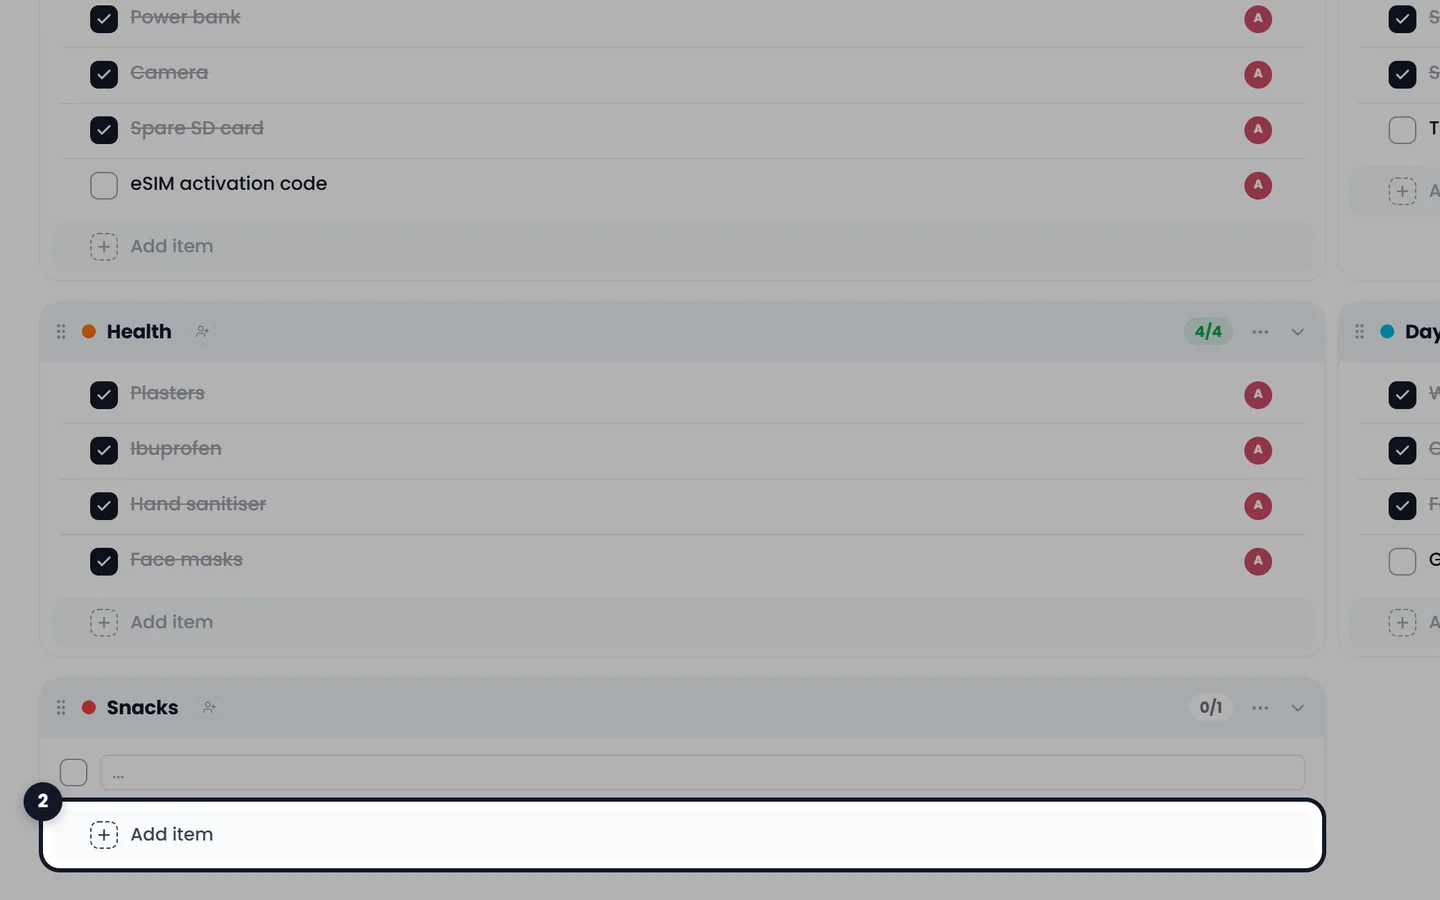 Power bank
A
Camera
A
Spare SD card
A
eSIM activation code
A
Add item
Health
4/4
Plasters
A
Ibuprofen
A
Hand sanitiser
A
Face masks
A
Add item
Snacks
0/1
...
2
Add item
S
S
T
A
Day
A